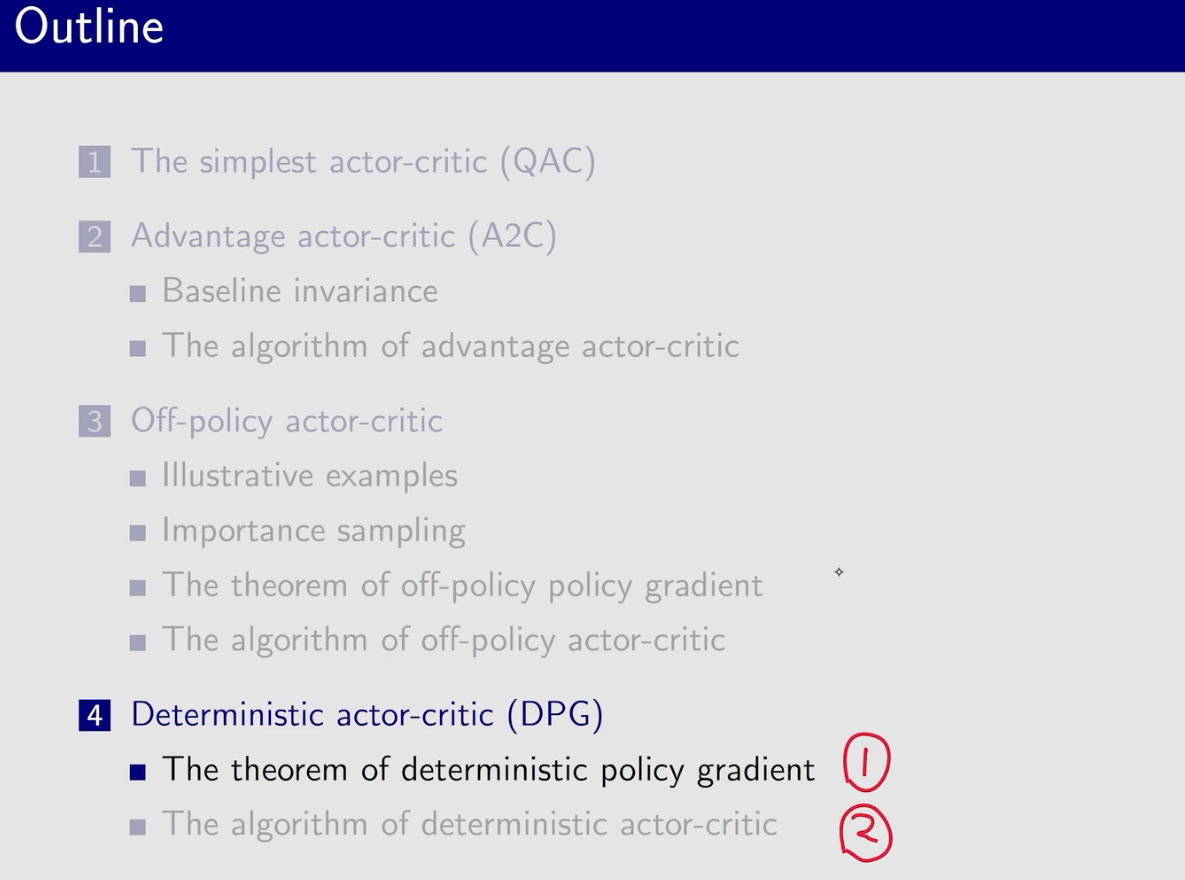 Outline
1 The simplest actor-critic (QAC)
2 Advantage actor-critic (A2C)
Baseline invariance
The algorithm of advantage actor-critic
3 Off-policy actor-critic
Illustrative examples
Importance sampling
The theorem of off-policy policy gradient
The algorithm of off-policy actor-critic
4 Deterministic actor-critic (DPG)
The theorem of deterministic policy gradient 1
The algorithm of deterministic actor-critic 2